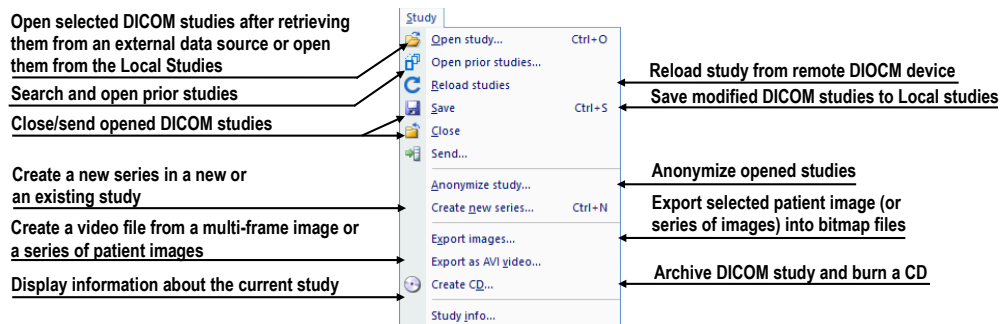 Open selected DICOM studies after retrieving
them from an external data source or open
them from the Local Studies
Search and open prior studies
Close/send opened DICOM studies
Create a new series in a new or
an existing study
Create a video file from a multi-frame image or
a series of patient images
Display information about the current study
Study
Open study... Ctrl+O
Open prior studies...
Reload studies
Save Ctrl+S
Close
Send...
Anonymize study...
Create new series... Ctrl+N
Export images...
Export as AVI video...
Create CD...
Study info...
Reload study from remote DIOCM device
Save modified DICOM studies to Local studies
Anonymize opened studies
Export selected patient image (or
series of images) into bitmap files
Archive DICOM study and burn a CD